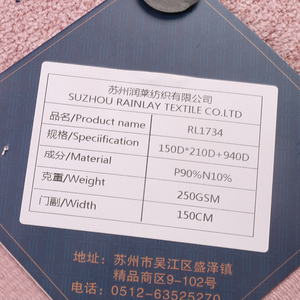 苏州润莱纺织有限公司
SUZHOU RAINLAY TEXTILE CO.LTD
品名/Product name RL1734
规格/Speciification 150D*210D+940D
成分/Material P90%N10%
克重/Weight 250GSM
门副/Width 150CM
地址：苏州市吴江区盛泽镇
精品商区9-102号
电话：0512-63525270